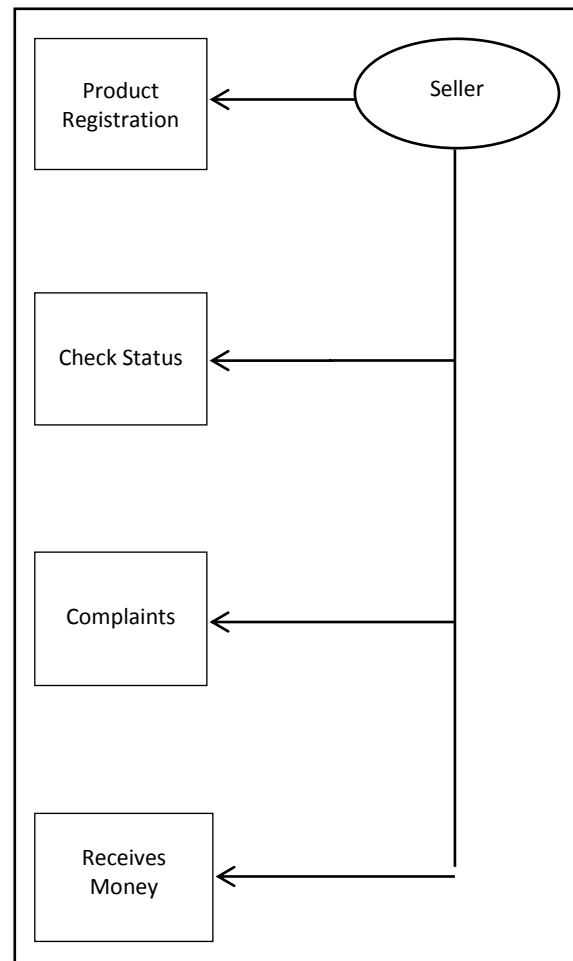 Product
Registration
Seller
Check Status
Complaints
Receives
Money